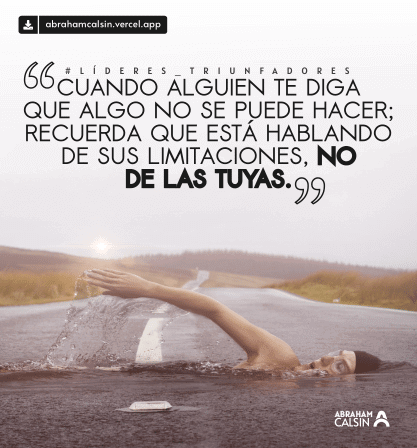 abrahamcalsin.vercel.app
#LÍDERES_TRIUNFADORES
“CUANDO ALGUIEN TE DIGA
QUE ALGO NO SE PUEDE HACER;
RECUERDA QUE ESTÁ HABLANDO
DE SUS LIMITACIONES, NO
DE LAS TUYAS.”
ABRAHAM
CALSIN